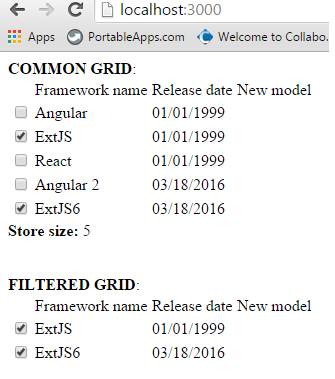 localhost:3000
Apps PortableApps.com Welcome to Collabo.
COMMON GRID:
Framework name Release date New model
Angular 01/01/1999
ExtJS 01/01/1999
React 01/01/1999
Angular 2 03/18/2016
ExtJS6 03/18/2016
Store size: 5
FILTERED GRID:
Framework name Release date New model
ExtJS 01/01/1999
ExtJS6 03/18/2016